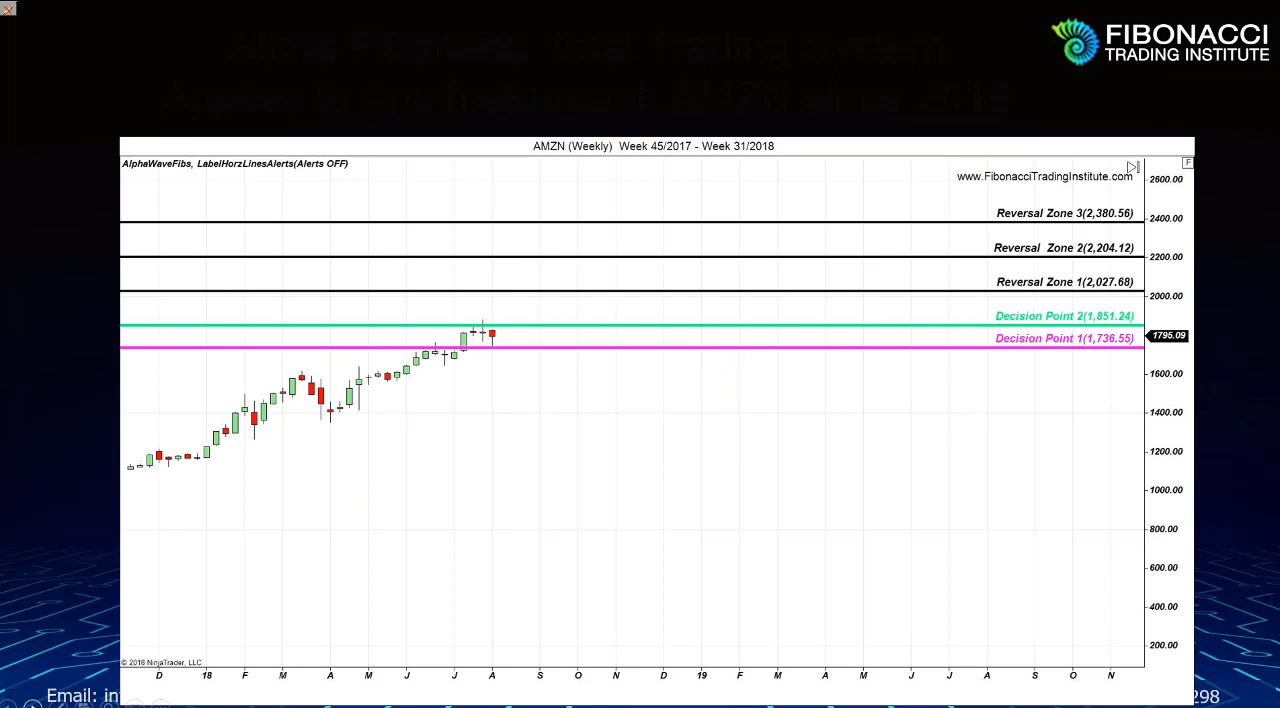 FIBONACCI
TRADING INSTITUTE
AMZN (Weekly) Week 45/2017 - Week 31/2018
AlphaWaveFibs, LabelHorzLinesAlerts(Alerts OFF)
F
www.FibonacciTradingInstitute.com
2600.00
Reversal Zone 3(2,380.56)
2400.00
Reversal Zone 2(2,204.12)
2200.00
Reversal Zone 1(2,027.68)
2000.00
Decision Point 2(1,851.24)
Decision Point 1(1,736.55)
1795.09
1600.00
1400.00
1200.00
1000.00
800.00
600.00
400.00
200.00
© 2018 NinjaTrader, LLC
D 18 F M A M J J A S O N D 19 F M A M J J A S O N
Email:
298